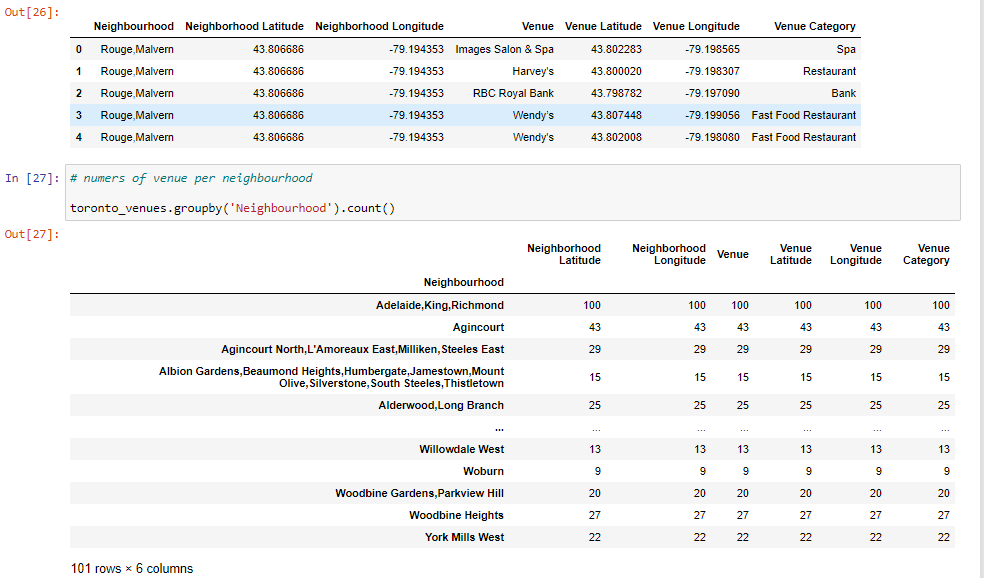 Out[26]:
Neighbourhood Neighborhood Latitude Neighborhood Longitude Venue Venue Latitude Venue Longitude Venue Category
0 Rouge,Malvern 43.806686 -79.194353 Images Salon & Spa 43.802283 -79.198565 Spa
1 Rouge,Malvern 43.806686 -79.194353 Harvey's 43.800020 -79.198307 Restaurant
2 Rouge,Malvern 43.806686 -79.194353 RBC Royal Bank 43.798782 -79.197090 Bank
3 Rouge,Malvern 43.806686 -79.194353 Wendy's 43.807448 -79.199056 Fast Food Restaurant
4 Rouge,Malvern 43.806686 -79.194353 Wendy's 43.802008 -79.198080 Fast Food Restaurant
In [27]: # numers of venue per neighbourhood
toronto_venues.groupby('Neighbourhood').count()
Out[27]:
Neighborhood Neighborhood Venue Venue Venue Venue
Latitude Longitude Latitude Longitude Category
Neighbourhood
Adelaide,King,Richmond 100 100 100 100 100 100
Agincourt 43 43 43 43 43 43
Agincourt North,L'Amoreaux East,Milliken,Steeles East 29 29 29 29 29 29
Albion Gardens,Beaumond Heights,Humbergate,Jamestown,Mount
Olive,Silverstone,South Steeles,Thistletown 15 15 15 15 15 15
Alderwood,Long Branch 25 25 25 25 25 25
... ... ... ... ... ... ...
Willowdale West 13 13 13 13 13 13
Woburn 9 9 9 9 9 9
Woodbine Gardens,Parkview Hill 20 20 20 20 20 20
Woodbine Heights 27 27 27 27 27 27
York Mills West 22 22 22 22 22 22
101 rows × 6 columns